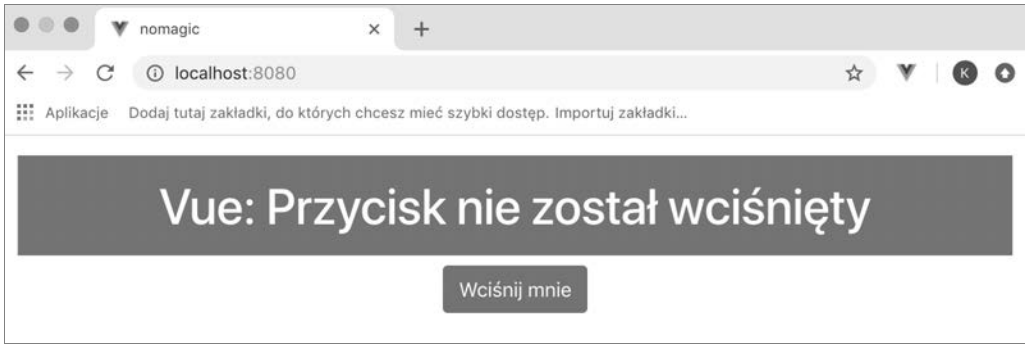 nomagic
localhost:8080
K
Aplikacje Dodaj tutaj zakładki, do których chcesz mieć szybki dostęp. Importuj zakładki...
Vue: Przycisk nie został wciśnięty
Wciśnij mnie